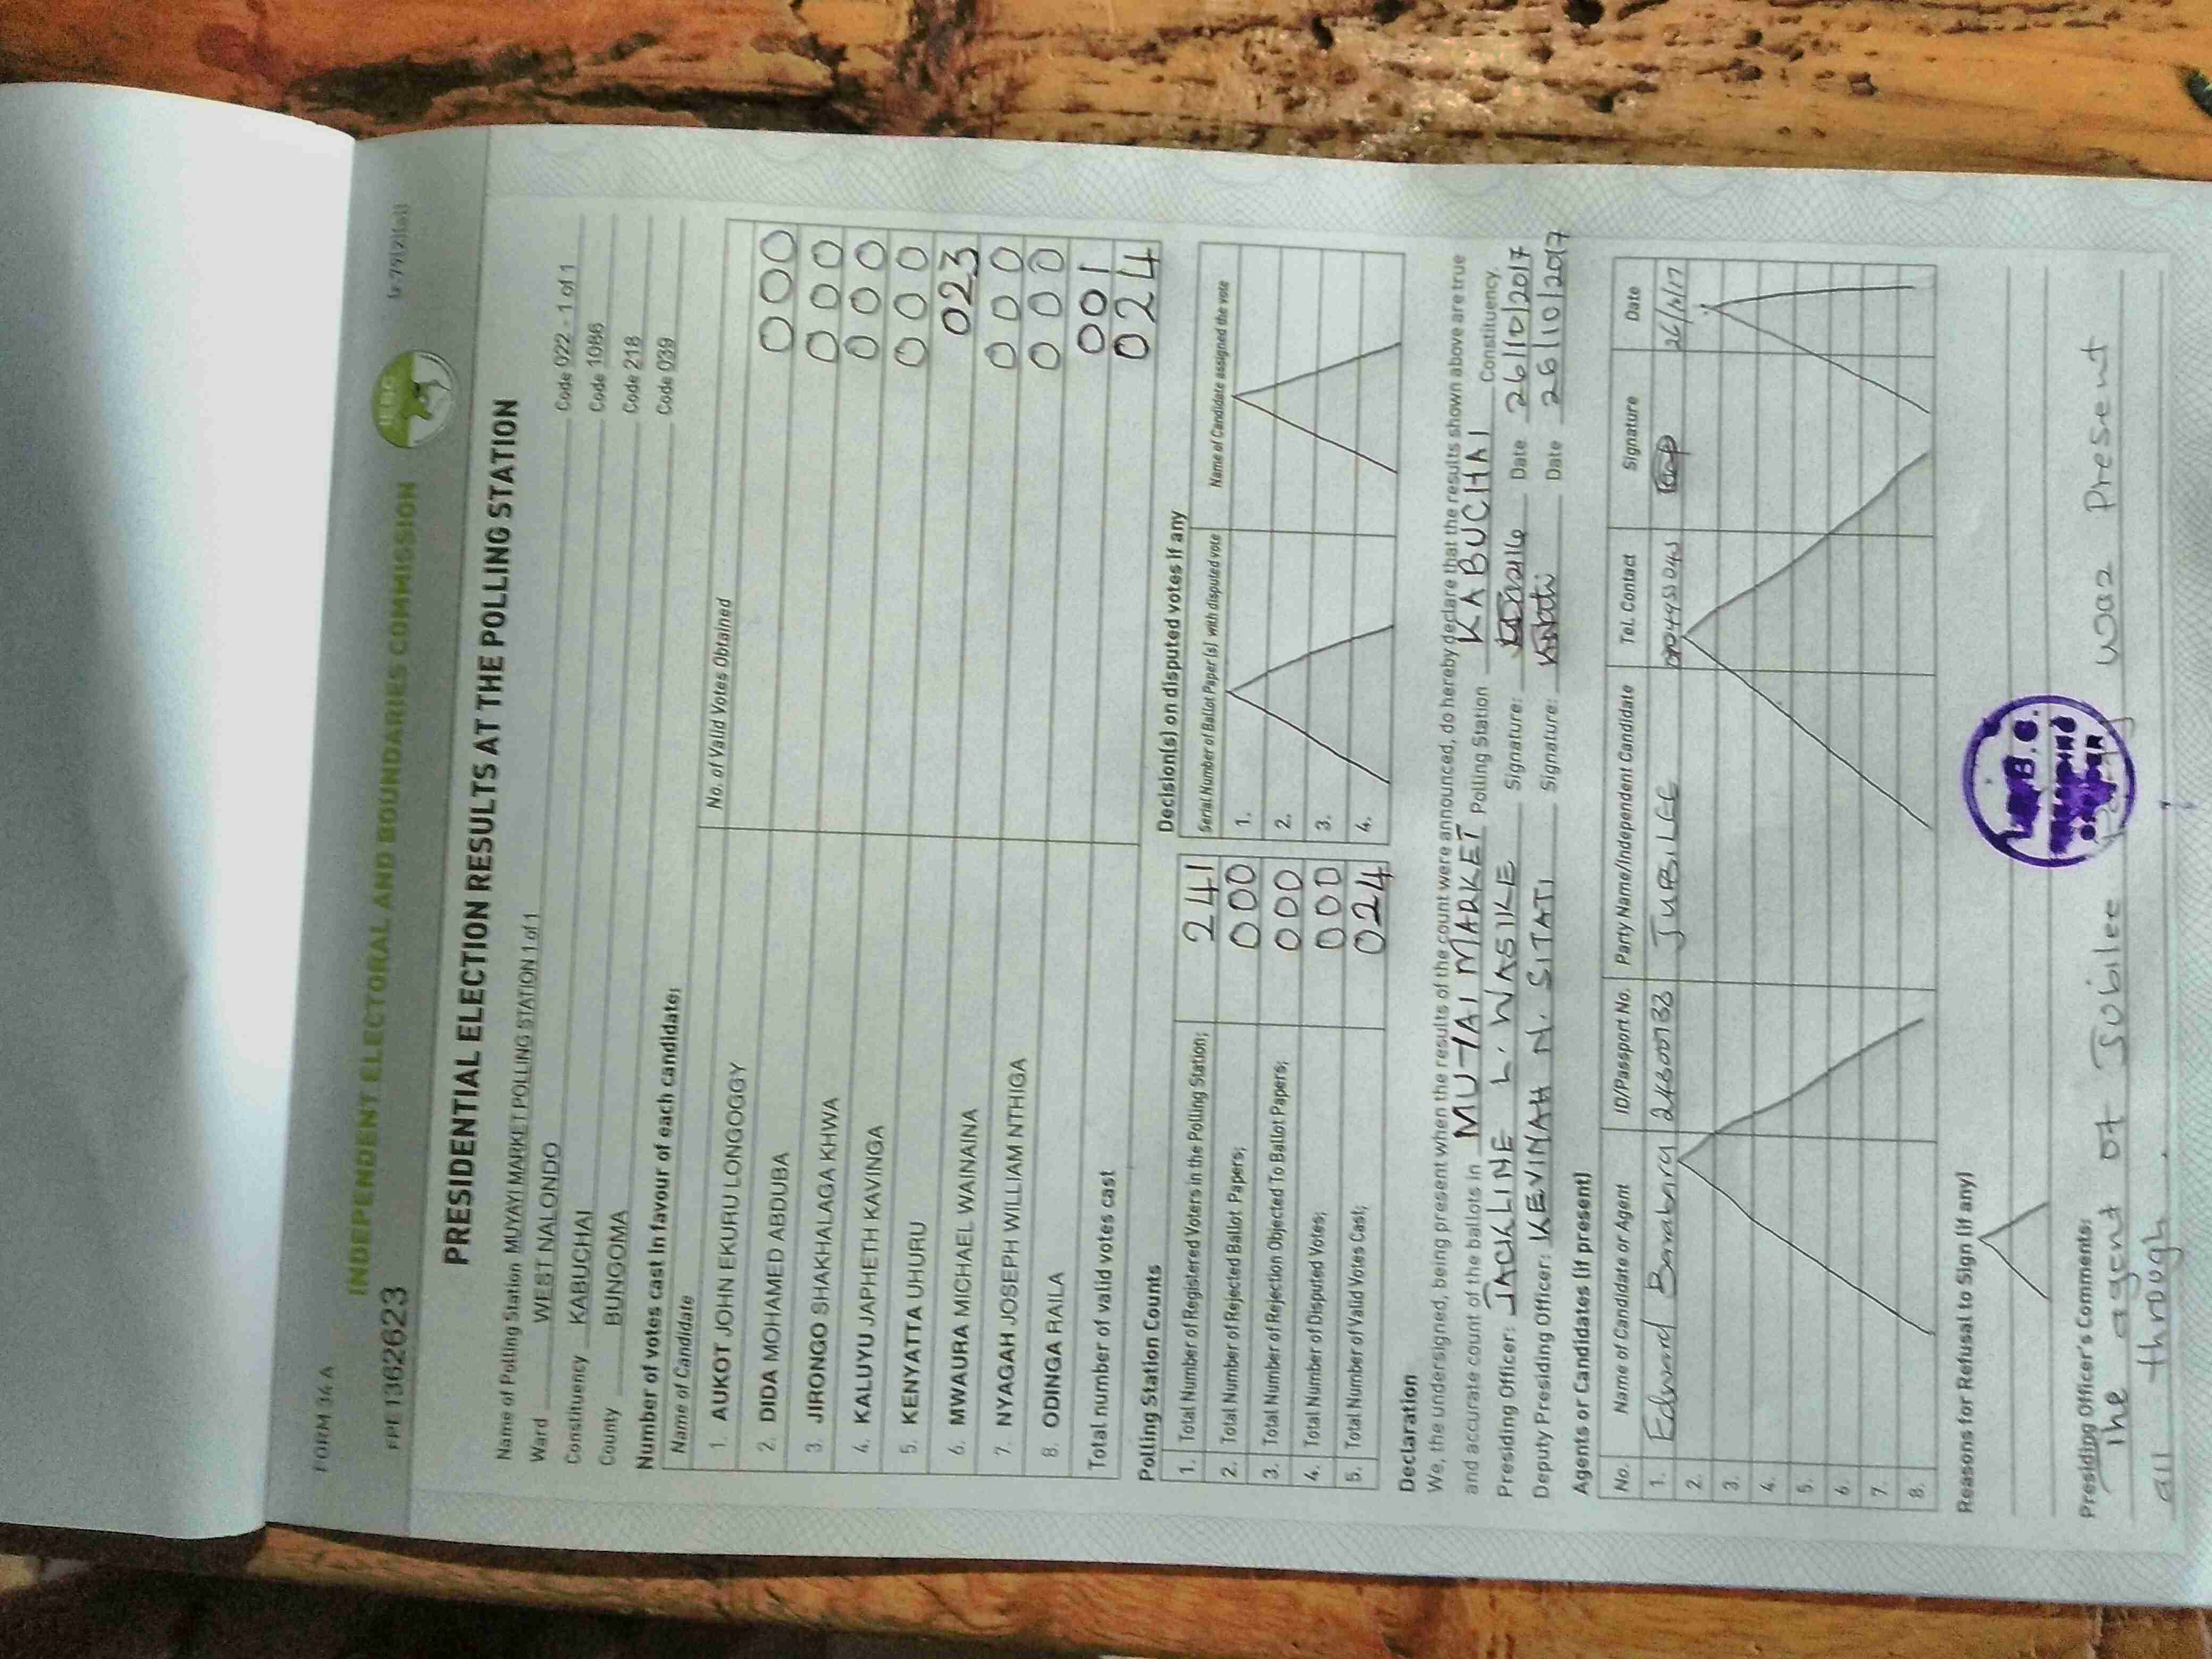 FORM 34 A
INDEPENDENT ELECTORAL AND BOUNDARIES COMMISSION
IEBC
PRE1362623
PRESIDENTIAL ELECTION RESULTS AT THE POLLING STATION
Name of Polling Station MUYAYI MARKET POLLING STATION 1 of 1 Code 022 - 1 of 1
Ward WEST NALONDO Code 1086
Constituency KABUCHAI Code 218
County BUNGOMA Code 039
Number of votes cast in favour of each candidate:
Name of Candidate No. of Valid Votes Obtained
1. AUKOT JOHN EKURU LONGOGGY 000
2. DIDA MOHAMED ABDUBA 000
3. JIRONGO SHAKHALAGA KHWA 000
4. KALUYU JAPHETH KAVINGA 000
5. KENYATTA UHURU 023
6. MWAURA MICHAEL WAINAINA 000
7. NYAGAH JOSEPH WILLIAM NTHIGA 000
8. ODINGA RAILA 001
Total number of valid votes cast 024
Polling Station Counts
1. Total Number of Registered Voters in the Polling Station; 241
2. Total Number of Rejected Ballot Papers; 000
3. Total Number of Rejection Objected To Ballot Papers; 000
4. Total Number of Disputed Votes; 000
5. Total Number of Valid Votes Cast; 024
Decision(s) on disputed votes if any
Serial Number of Ballot Paper (s) with disputed vote Name of Candidate assigned the vote
1.
2.
3.
4.
Declaration
We, the undersigned, being present when the results of the count were announced, do hereby declare that the results shown above are true
and accurate count of the ballots in MUYAI MARKET Polling Station KABUCHAI Constituency.
Presiding Officer: JACKLINE L. WASIKE Signature: Date 26/10/2017
Deputy Presiding Officer: KEVINAH N. SITATI Signature: Date 26/10/2017
Agents or Candidates (if present)
No. Name of Candidate or Agent ID/Passport No. Party Name/Independent Candidate Tel. Contact Signature Date
1. Edward JUBILEE 26/10/17
2.
3.
4.
5.
6.
7.
8.
Reasons for Refusal to Sign (if any)
Presiding Officer's Comments:
The agent of Jubilee Party was present
all through.